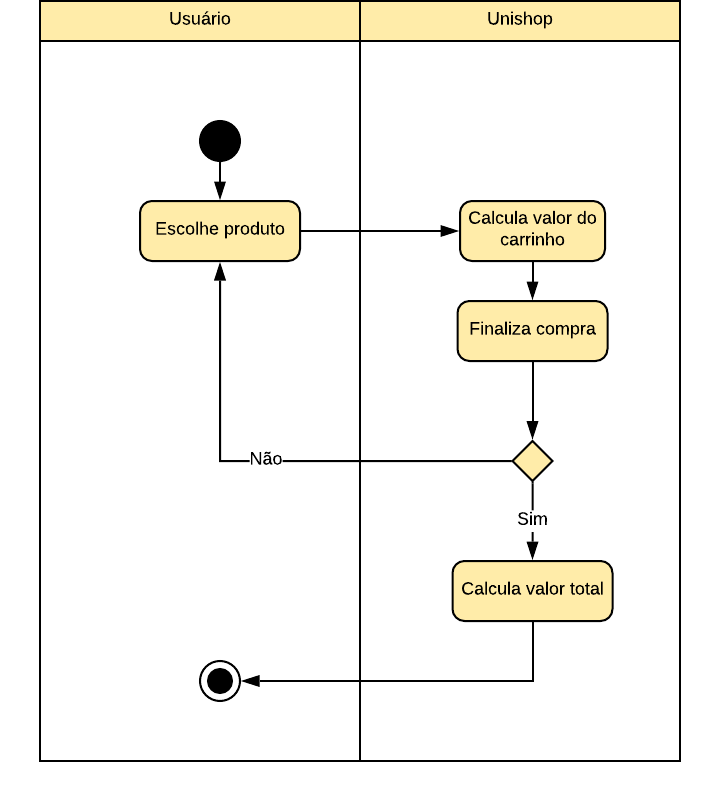 Usuário
Unishop
Escolhe produto
Calcula valor do
carrinho
Finaliza compra
Não
Sim
Calcula valor total